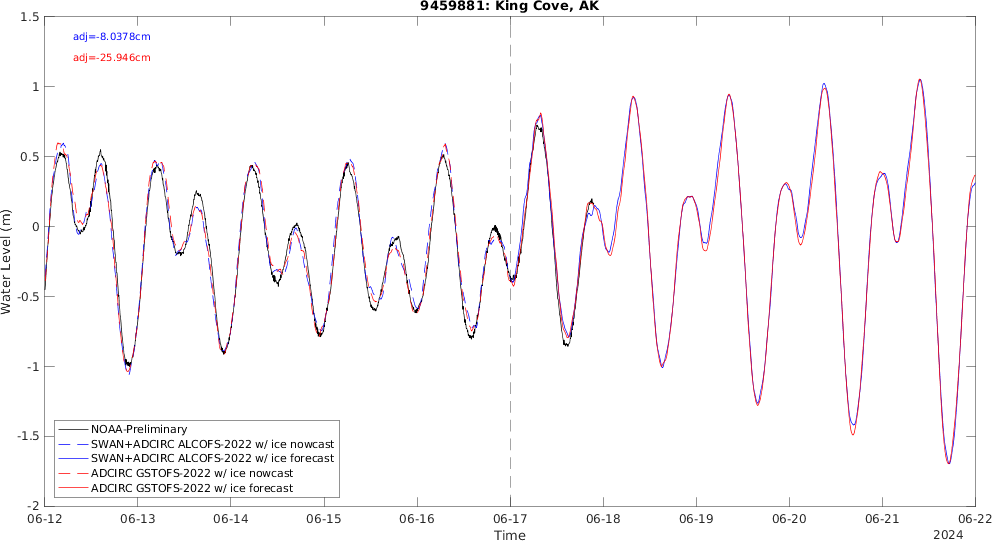 9459881: King Cove, AK
adj=-8.0378cm
adj=-25.946cm
1.5
1
0.5
0
-0.5
-1
-1.5
-2
Water Level (m)
NOAA-Preliminary
SWAN+ADCIRC ALCOFS-2022 w/ ice nowcast
SWAN+ADCIRC ALCOFS-2022 w/ ice forecast
ADCIRC GSTOFS-2022 w/ ice nowcast
ADCIRC GSTOFS-2022 w/ ice forecast
06-12 06-13 06-14 06-15 06-16 06-17 06-18 06-19 06-20 06-21 06-22
Time
2024